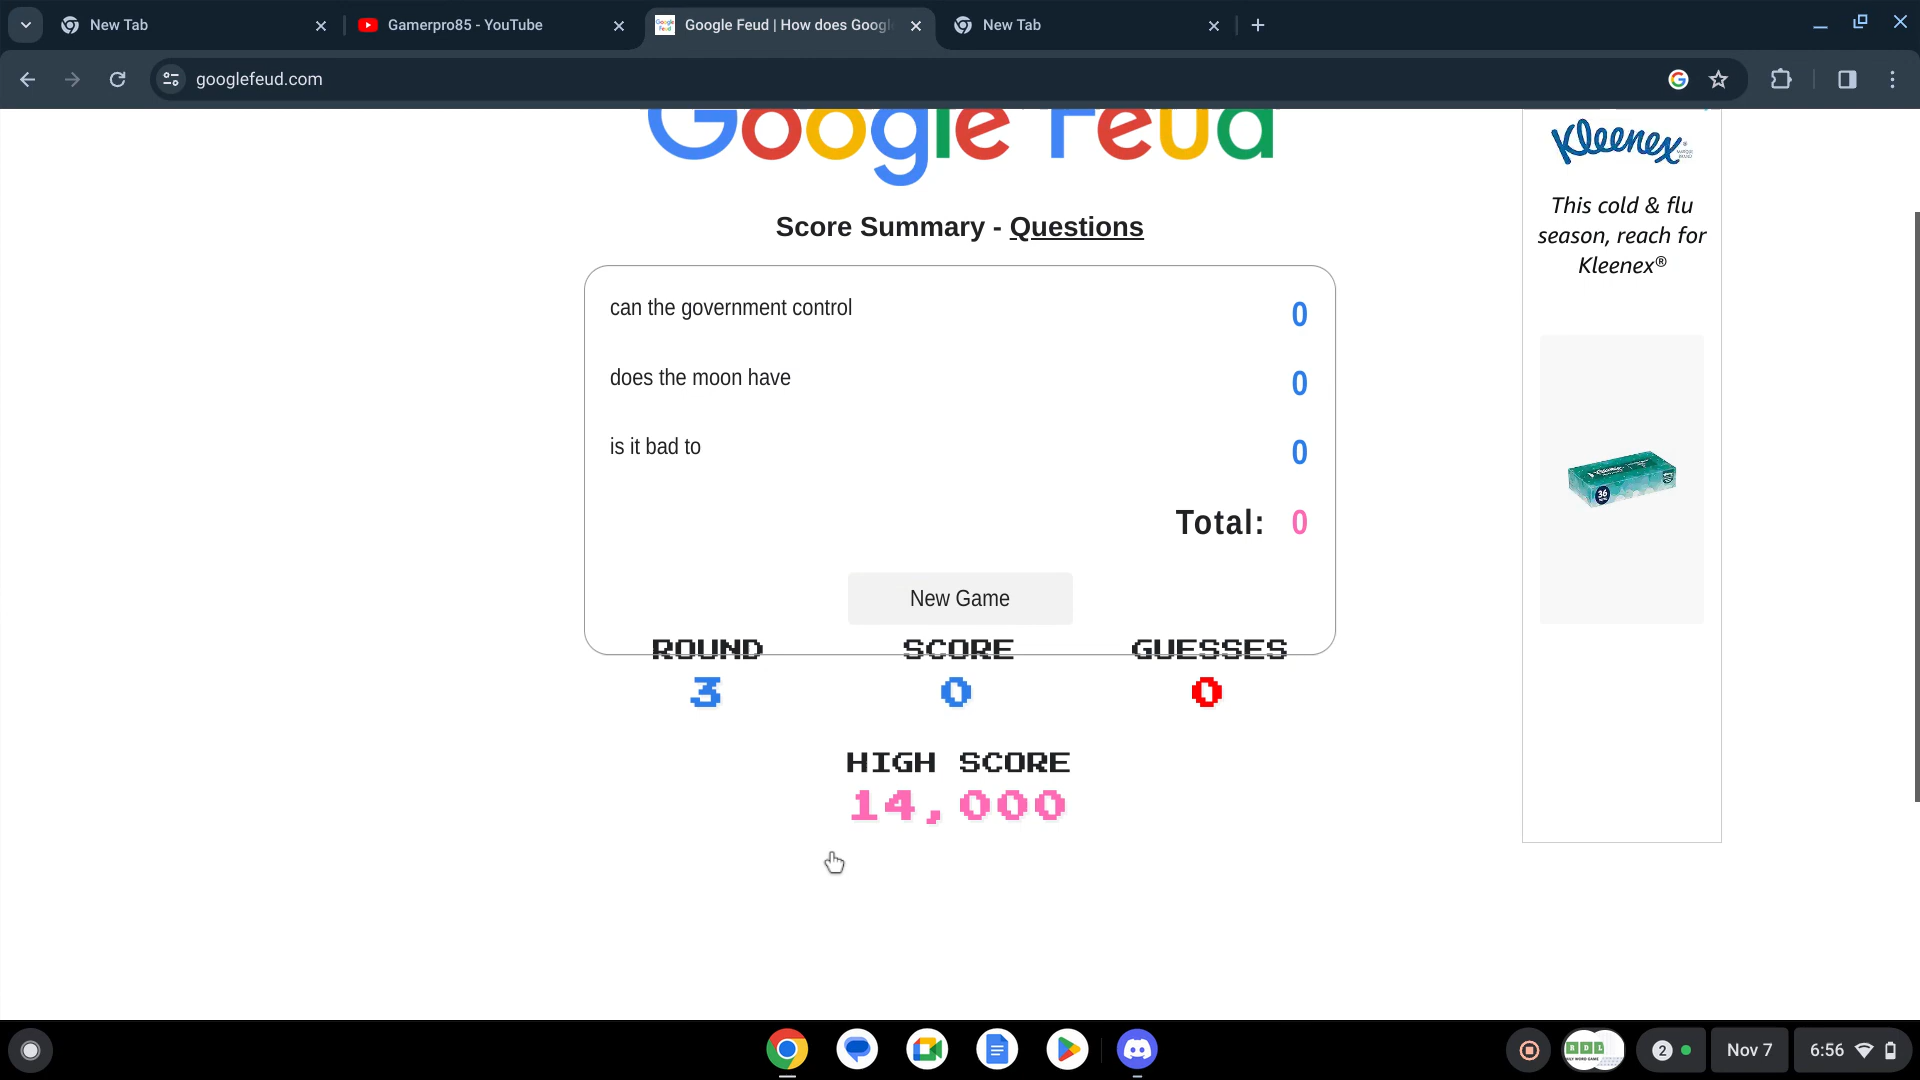 New Tab
Gamerpro85 - YouTube
Google Feud | How does Googl
New Tab
googlefeud.com
Google Feud
Score Summary - Questions
can the government control 0
does the moon have 0
is it bad to 0
Total: 0
New Game
ROUND SCORE GUESSES
3 0 0
HIGH SCORE
14,000
Kleenex®
This cold & flu
season, reach for
Kleenex®
Kleenex
36
RDL
2
Nov 7
6:56